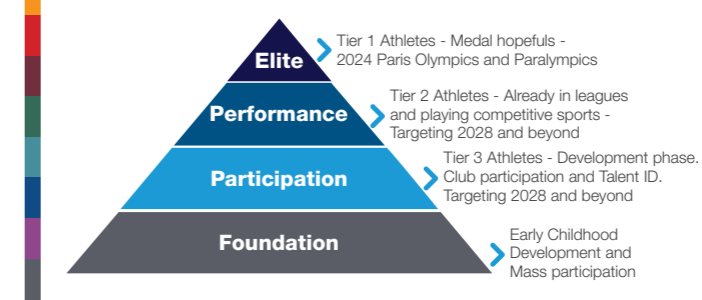 Elite
Tier 1 Athletes - Medal hopefuls -
2024 Paris Olympics and Paralympics
Performance
Tier 2 Athletes - Already in leagues
and playing competitive sports -
Targeting 2028 and beyond
Participation
Tier 3 Athletes - Development phase.
Club participation and Talent ID.
Targeting 2028 and beyond
Foundation
Early Childhood
Development and
Mass participation